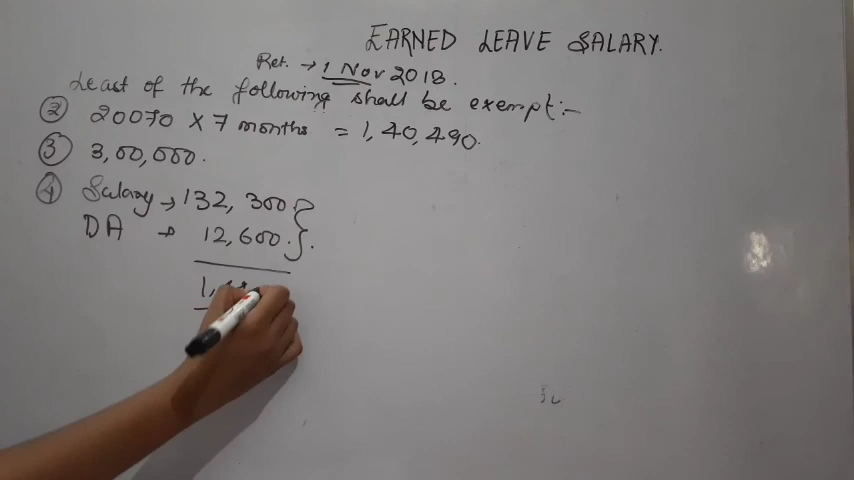 EARNED LEAVE SALARY.
Ret. → 1 Nov 2018.
Least of the following shall be exempt:-
② 20070 X 7 months = 1,40,490.
③ 3,00,000.
④ Salary → 132,300
DA → 12,600.